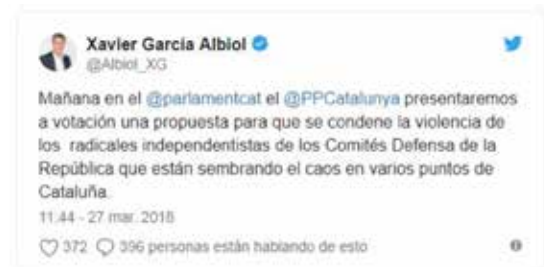 Xavier García Albiol
@Albiol_XG
Mañana en el @parlamentcat el @PPCatalunya presentaremos
a votación una propuesta para que se condene la violencia de
los radicales independentistas de los Comités Defensa de la
República que están sembrando el caos en varios puntos de
Cataluña.
11:44 - 27 mar. 2018
372 396 personas están hablando de esto